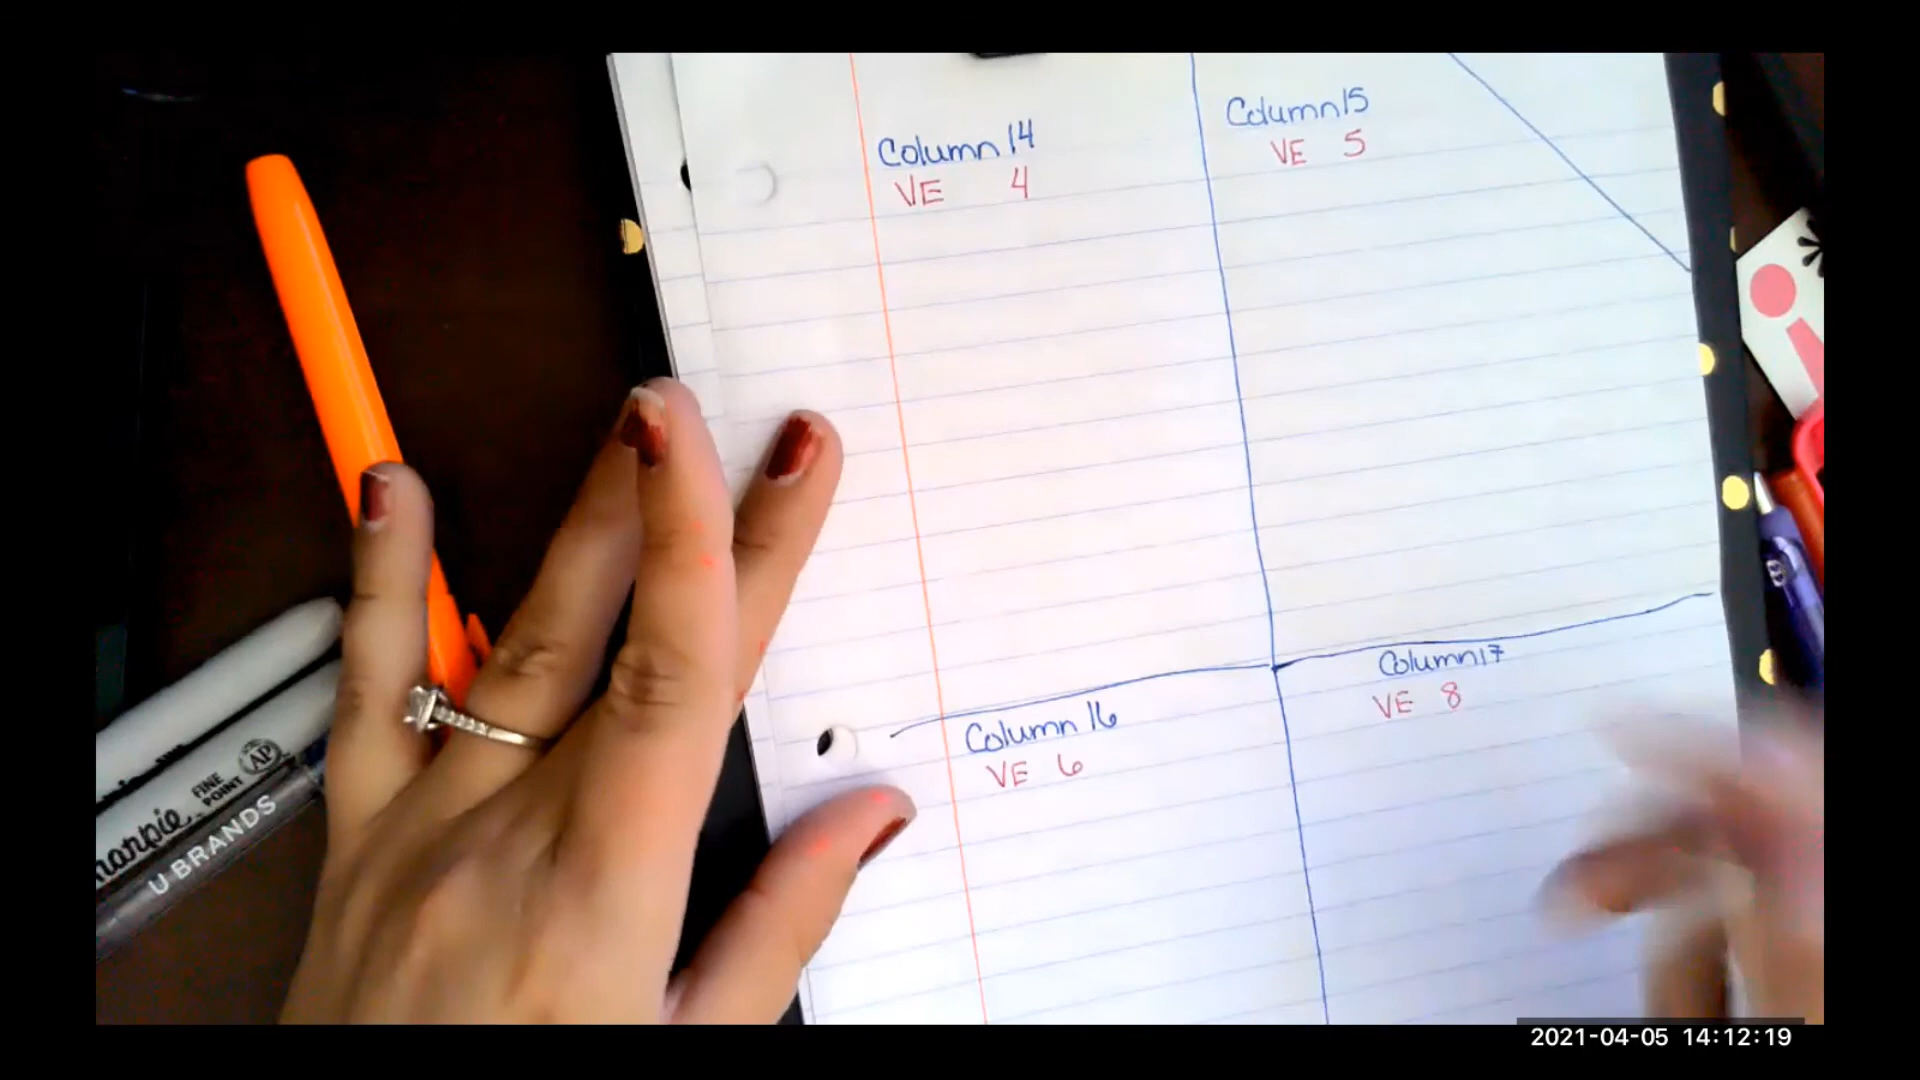 Column 14
VE 4
Column 15
VE 5
Column 16
VE 6
Column 17
VE 8
FINE
POINT
AP
U BRANDS
2021-04-05 14:12:19